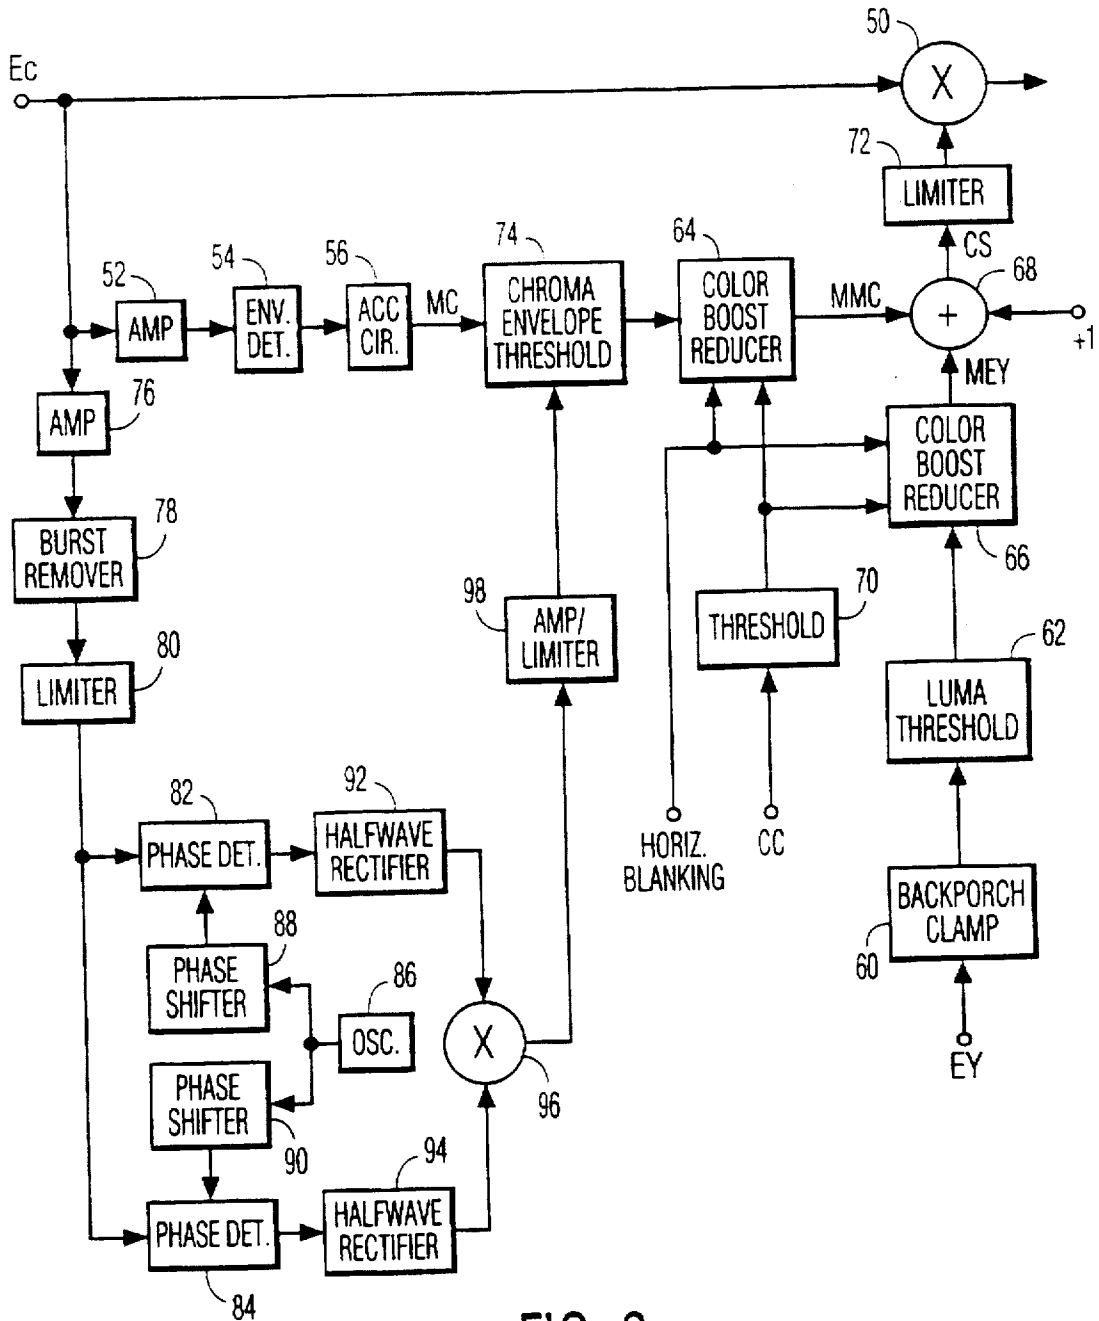 50
Ec
X
72
LIMITER
CS
74
64
52
54
56
68
AMP
ENV.
DET.
ACC
CIR.
MC
CHROMA
ENVELOPE
THRESHOLD
COLOR
BOOST
REDUCER
MMC
+
+1
MEY
76
AMP
COLOR
BOOST
REDUCER
66
78
BURST
REMOVER
98
AMP/
LIMITER
70
THRESHOLD
62
LUMA
THRESHOLD
80
LIMITER
82
92
PHASE DET.
HALFWAVE
RECTIFIER
HORIZ.
BLANKING
CC
BACKPORCH
CLAMP
60
88
PHASE
SHIFTER
86
OSC.
X
96
EY
PHASE
SHIFTER
90
94
PHASE DET.
HALFWAVE
RECTIFIER
84